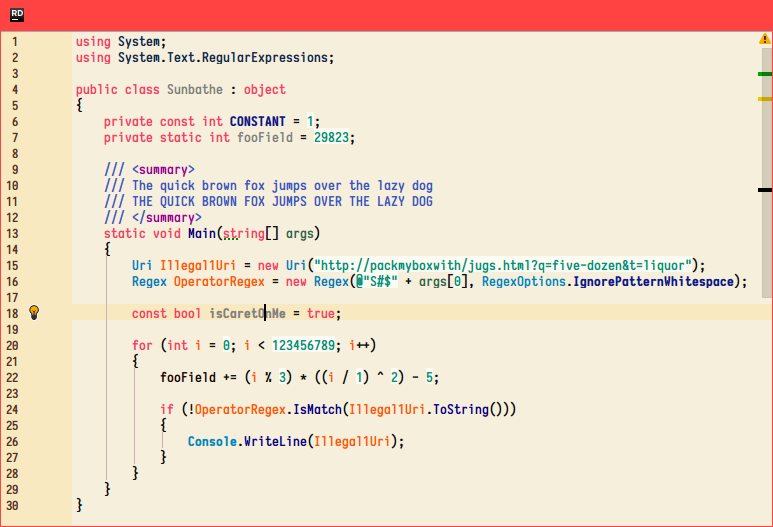 RD
1 using System;
2 using System.Text.RegularExpressions;
3
4 public class Sunbathe : object
5 {
6     private const int CONSTANT = 1;
7     private static int fooField = 29823;
8
9     /// <summary>
10     /// The quick brown fox jumps over the lazy dog
11     /// THE QUICK BROWN FOX JUMPS OVER THE LAZY DOG
12     /// </summary>
13     static void Main(string[] args)
14     {
15         Uri Illegal1Uri = new Uri("http://packmyboxwith/jugs.html?q=five-dozen&t=liquor");
16         Regex OperatorRegex = new Regex(@"S#$" + args[0], RegexOptions.IgnorePatternWhitespace);
17
18         const bool isCaretOnMe = true;
19
20         for (int i = 0; i < 123456789; i++)
21         {
22             fooField += (i % 3) * ((i / 1) ^ 2) - 5;
23
24             if (!OperatorRegex.IsMatch(Illegal1Uri.ToString()))
25             {
26                 Console.WriteLine(Illegal1Uri);
27             }
28         }
29     }
30 }